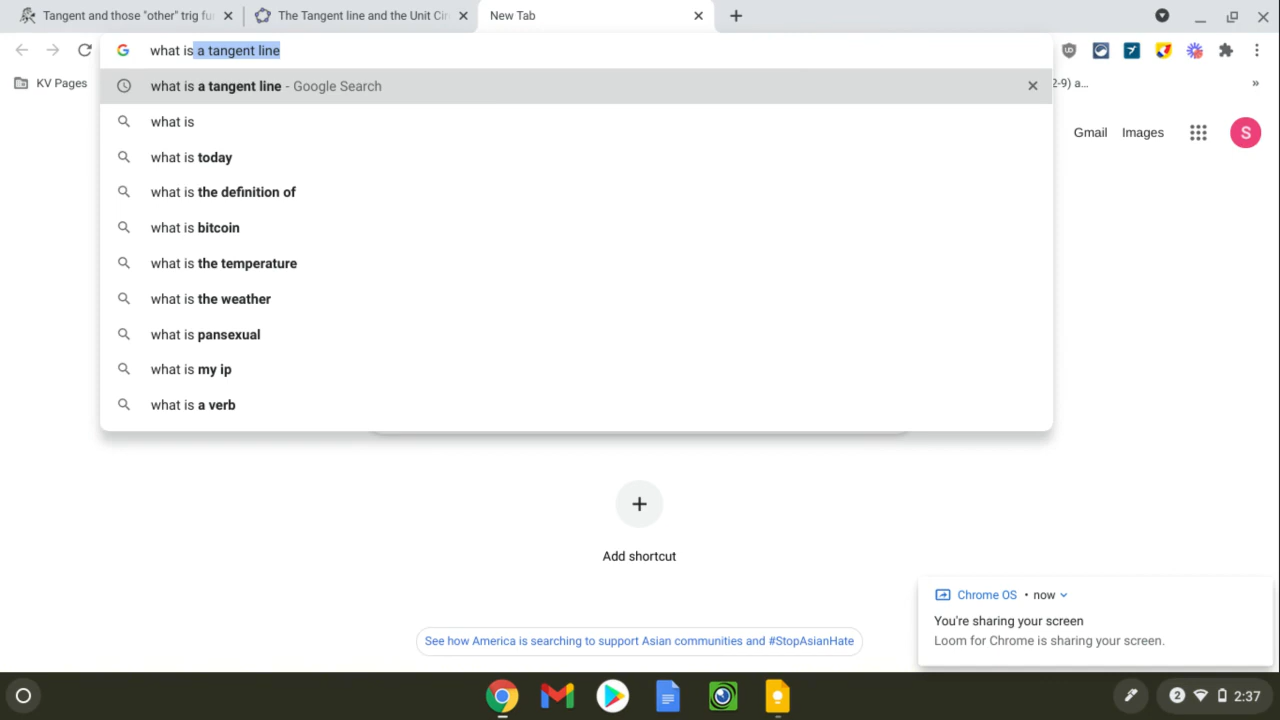 Tangent and those "other" trig fu
The Tangent line and the Unit Cir
New Tab
what is a tangent line
KV Pages
2-9) a...
»
what is a tangent line - Google Search
what is
what is today
what is the definition of
what is bitcoin
what is the temperature
what is the weather
what is pansexual
what is my ip
what is a verb
Gmail
Images
S
Add shortcut
See how America is searching to support Asian communities and #StopAsianHate
Chrome OS • now
You're sharing your screen
Loom for Chrome is sharing your screen.
2
2:37